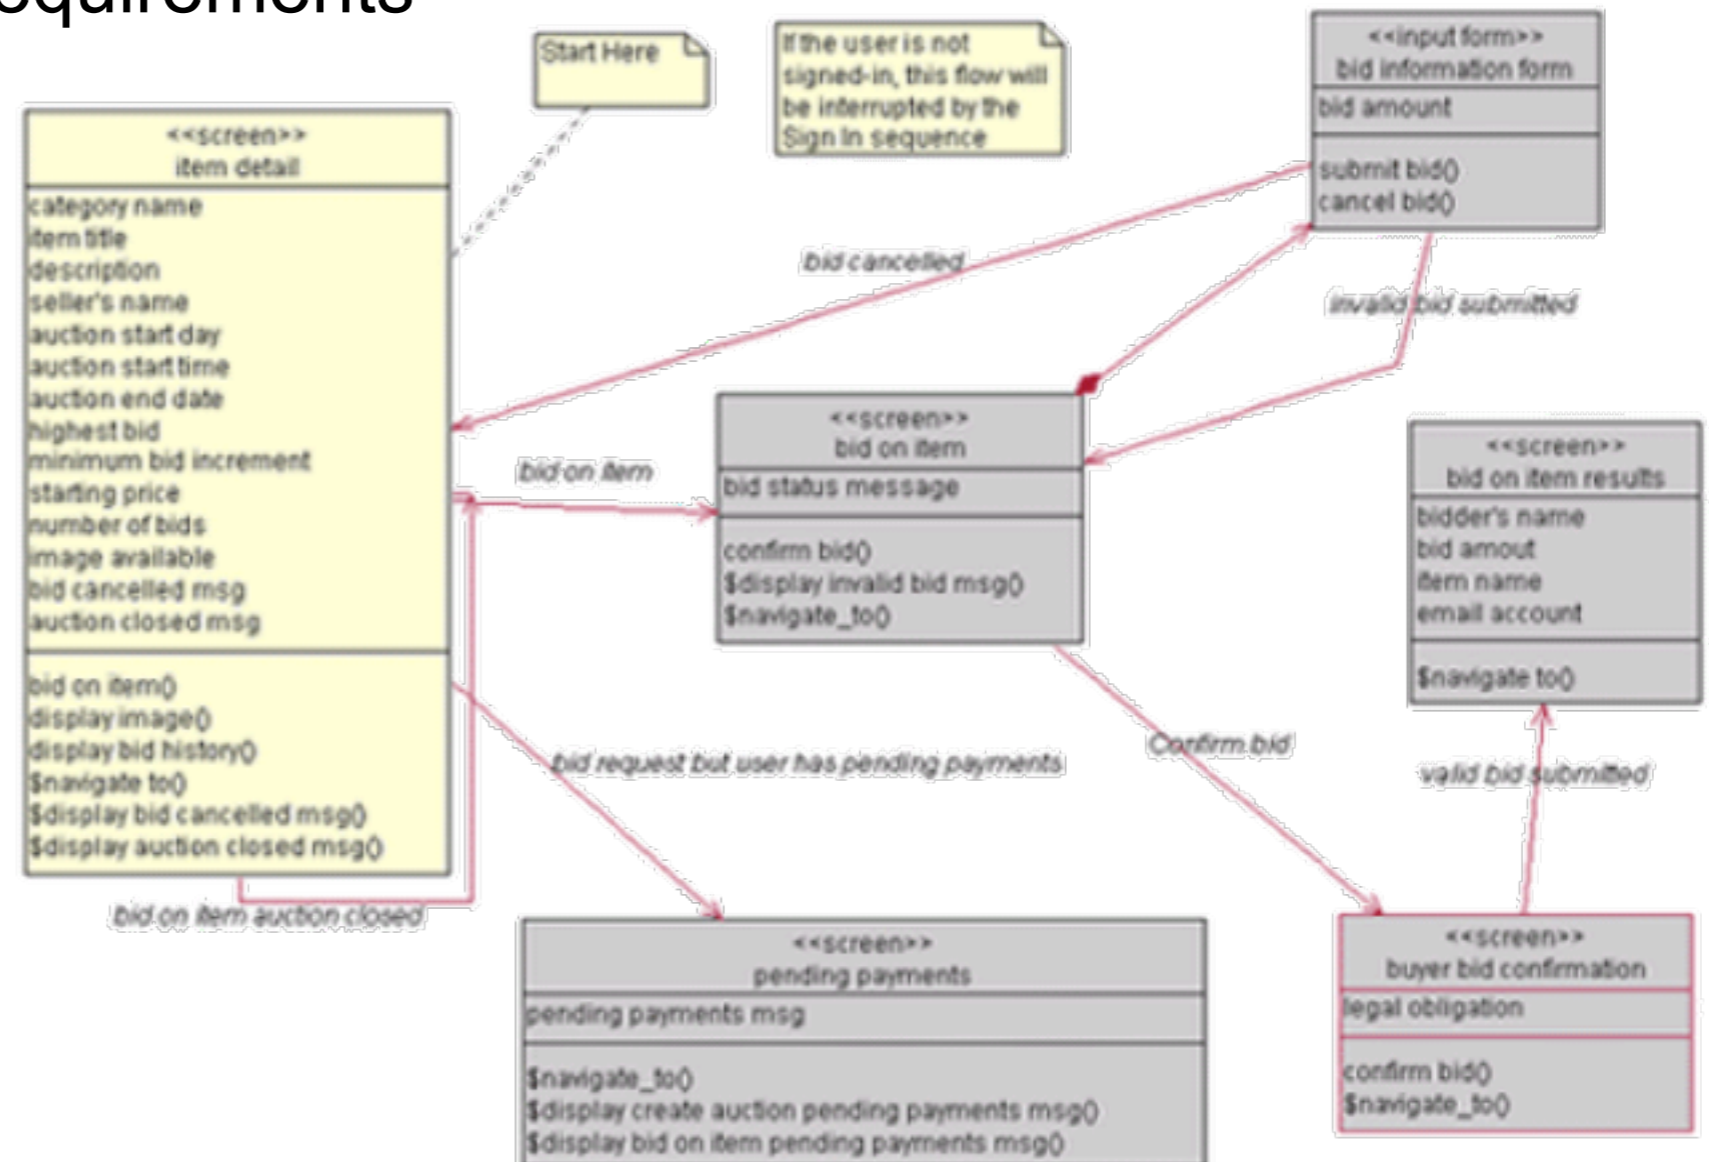 equirements
Start Here
If the user is not
signed-in, this flow will
be interrupted by the
Sign In sequence
<<input form>>
bid information form
bid amount
submit bid()
cancel bid()
<<screen>>
item detail
category name
item title
description
seller's name
auction start day
auction start time
auction end date
highest bid
minimum bid increment
starting price
number of bids
image available
bid cancelled msg
auction closed msg
bid on item()
display image()
display bid history()
$navigate to()
$display bid cancelled msg()
$display auction closed msg()
bid cancelled
invalid bid submitted
bid on item
<<screen>>
bid on item
bid status message
confirm bid()
$display invalid bid msg()
$navigate_to()
<<screen>>
bid on item results
bidder's name
bid amout
item name
email account
$navigate to()
bid request but user has pending payments
Confirm bid
valid bid submitted
bid on item auction closed
<<screen>>
pending payments
pending payments msg
$navigate_to()
$display create auction pending payments msg()
$display bid on item pending payments msg()
<<screen>>
buyer bid confirmation
legal obligation
confirm bid()
$navigate_to()